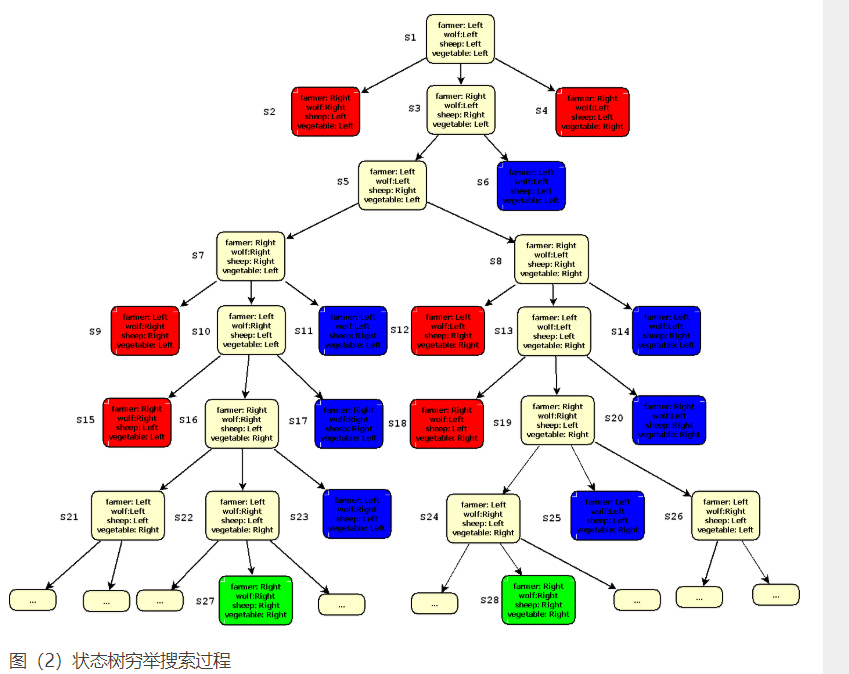 S1
farmer: Left
wolf:Left
sheep: Left
vegetable: Left
S2
farmer: Right
wolf:Right
sheep: Left
vegetable: Left
S3
farmer: Right
wolf:Left
sheep: Right
vegetable: Left
S4
farmer: Right
wolf:Left
sheep: Left
vegetable: Right
S5
farmer: Left
wolf:Left
sheep: Right
vegetable: Left
S6
farmer: Left
wolf:Left
sheep: Left
vegetable: Left
S7
farmer: Right
wolf:Right
sheep: Right
vegetable: Left
S8
farmer: Right
wolf:Left
sheep: Right
vegetable: Right
S9
farmer: Left
wolf:Right
sheep: Right
vegetable: Left
S10
farmer: Left
wolf:Right
sheep: Left
vegetable: Left
S11
farmer: Left
wolf: Left
sheep: Right
vegetable: Left
S12
farmer: Left
wolf:Left
sheep: Right
vegetable: Right
S13
farmer: Left
wolf:Left
sheep: Left
vegetable: Right
S14
farmer: Left
wolf:Left
sheep: Right
vegetable: Left
S15
farmer: Right
wolf:Right
sheep: Left
vegetable: Left
S16
farmer: Right
wolf:Right
sheep: Left
vegetable: Right
S17
farmer: Right
wolf:Right
sheep: Right
vegetable: Left
S18
farmer: Right
wolf:Left
sheep: Left
vegetable: Right
S19
farmer: Right
wolf:Right
sheep: Left
vegetable: Right
S20
farmer: Right
wolf:Left
sheep: Right
vegetable: Right
S21
farmer: Left
wolf:Left
sheep: Left
vegetable: Right
S22
farmer: Left
wolf:Right
sheep: Left
vegetable: Right
S23
farmer: Left
wolf:Right
sheep: Left
vegetable: Left
S24
farmer: Left
wolf:Right
sheep: Left
vegetable: Right
S25
farmer: Left
wolf:Left
sheep: Left
vegetable: Right
S26
farmer: Left
wolf:Right
sheep: Left
vegetable: Left
...
...
...
S27
farmer: Right
wolf:Right
sheep: Right
vegetable: Right
...
...
S28
farmer: Right
wolf:Right
sheep: Right
vegetable: Right
...
...
...
图（2）状态树穷举搜索过程